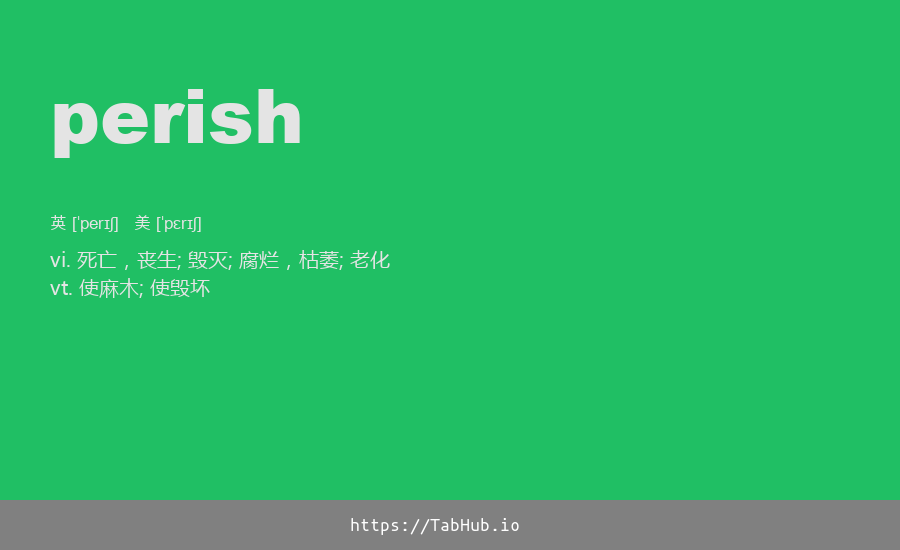 perish
英 [ˈperɪʃ] 美 [ˈpɛrɪʃ]
vi. 死亡，丧生; 毁灭; 腐烂，枯萎; 老化
vt. 使麻木; 使毁坏
https://TabHub.io